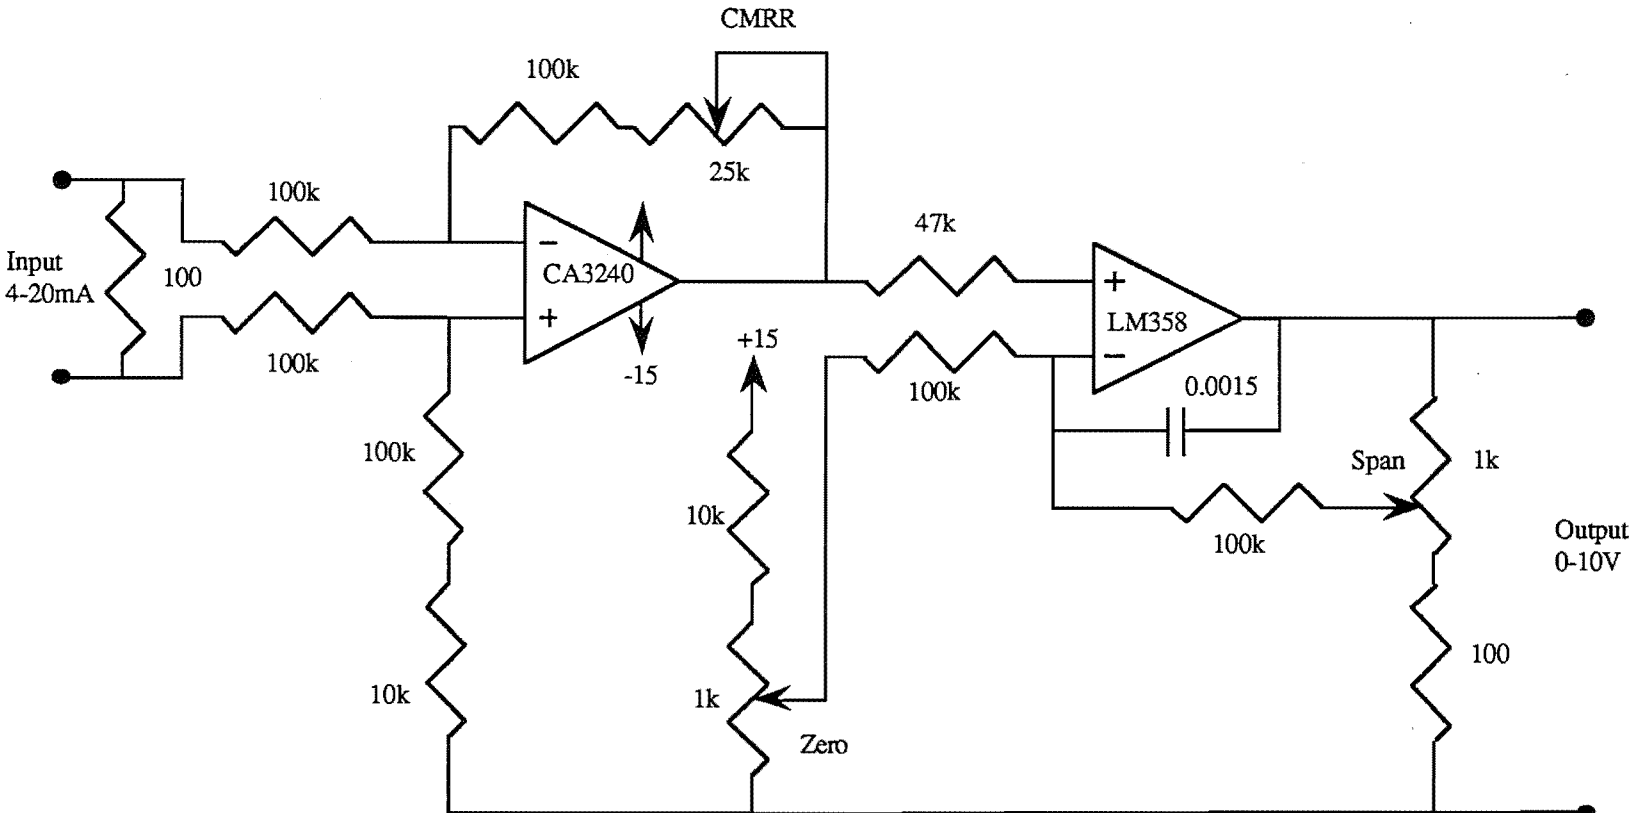 CMRR
100k
25k
100k
Input
4-20mA
100
100k
−
CA3240
+
-15
47k
+
LM358
−
+15
100k
0.0015
100k
10k
Span
1k
100k
Output
0-10V
10k
1k
Zero
100